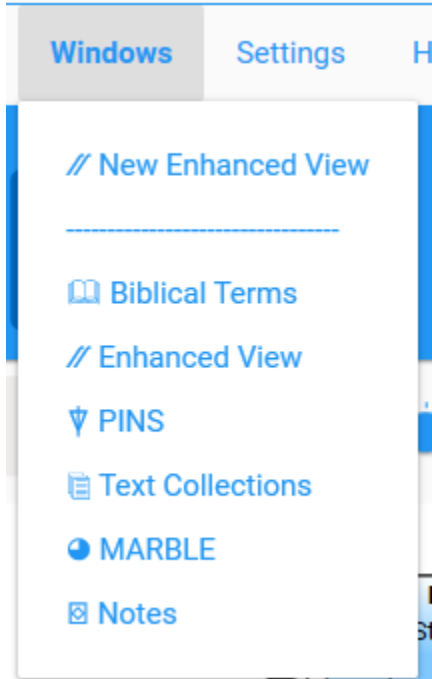 Windows Settings H
// New Enhanced View
--------------------------------
Biblical Terms
// Enhanced View
PINS
Text Collections
MARBLE
Notes